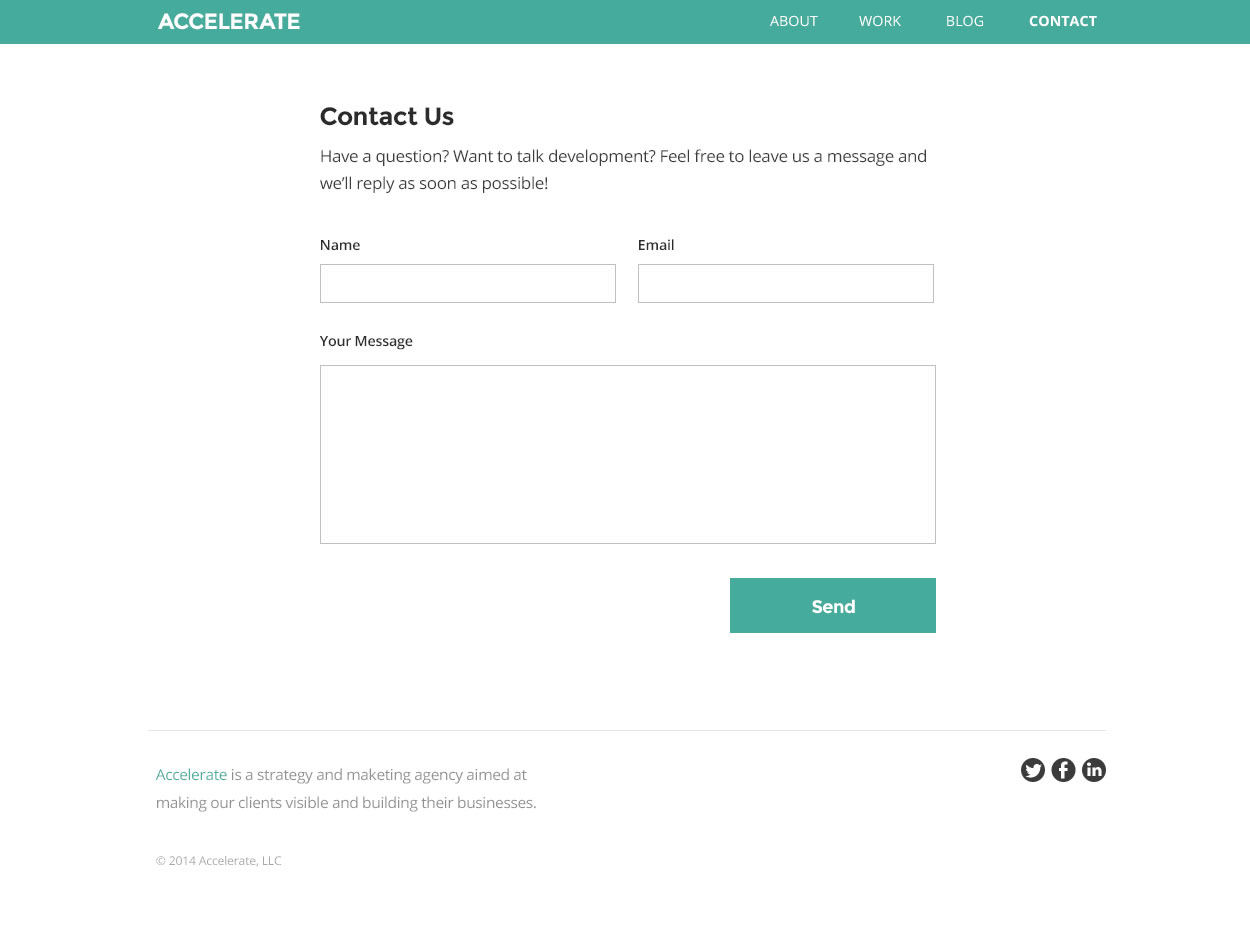 ACCELERATE
ABOUT WORK BLOG CONTACT
Contact Us
Have a question? Want to talk development? Feel free to leave us a message and
we’ll reply as soon as possible!
Name Email
Your Message
Send
Accelerate is a strategy and maketing agency aimed at
making our clients visible and building their businesses.
© 2014 Accelerate, LLC